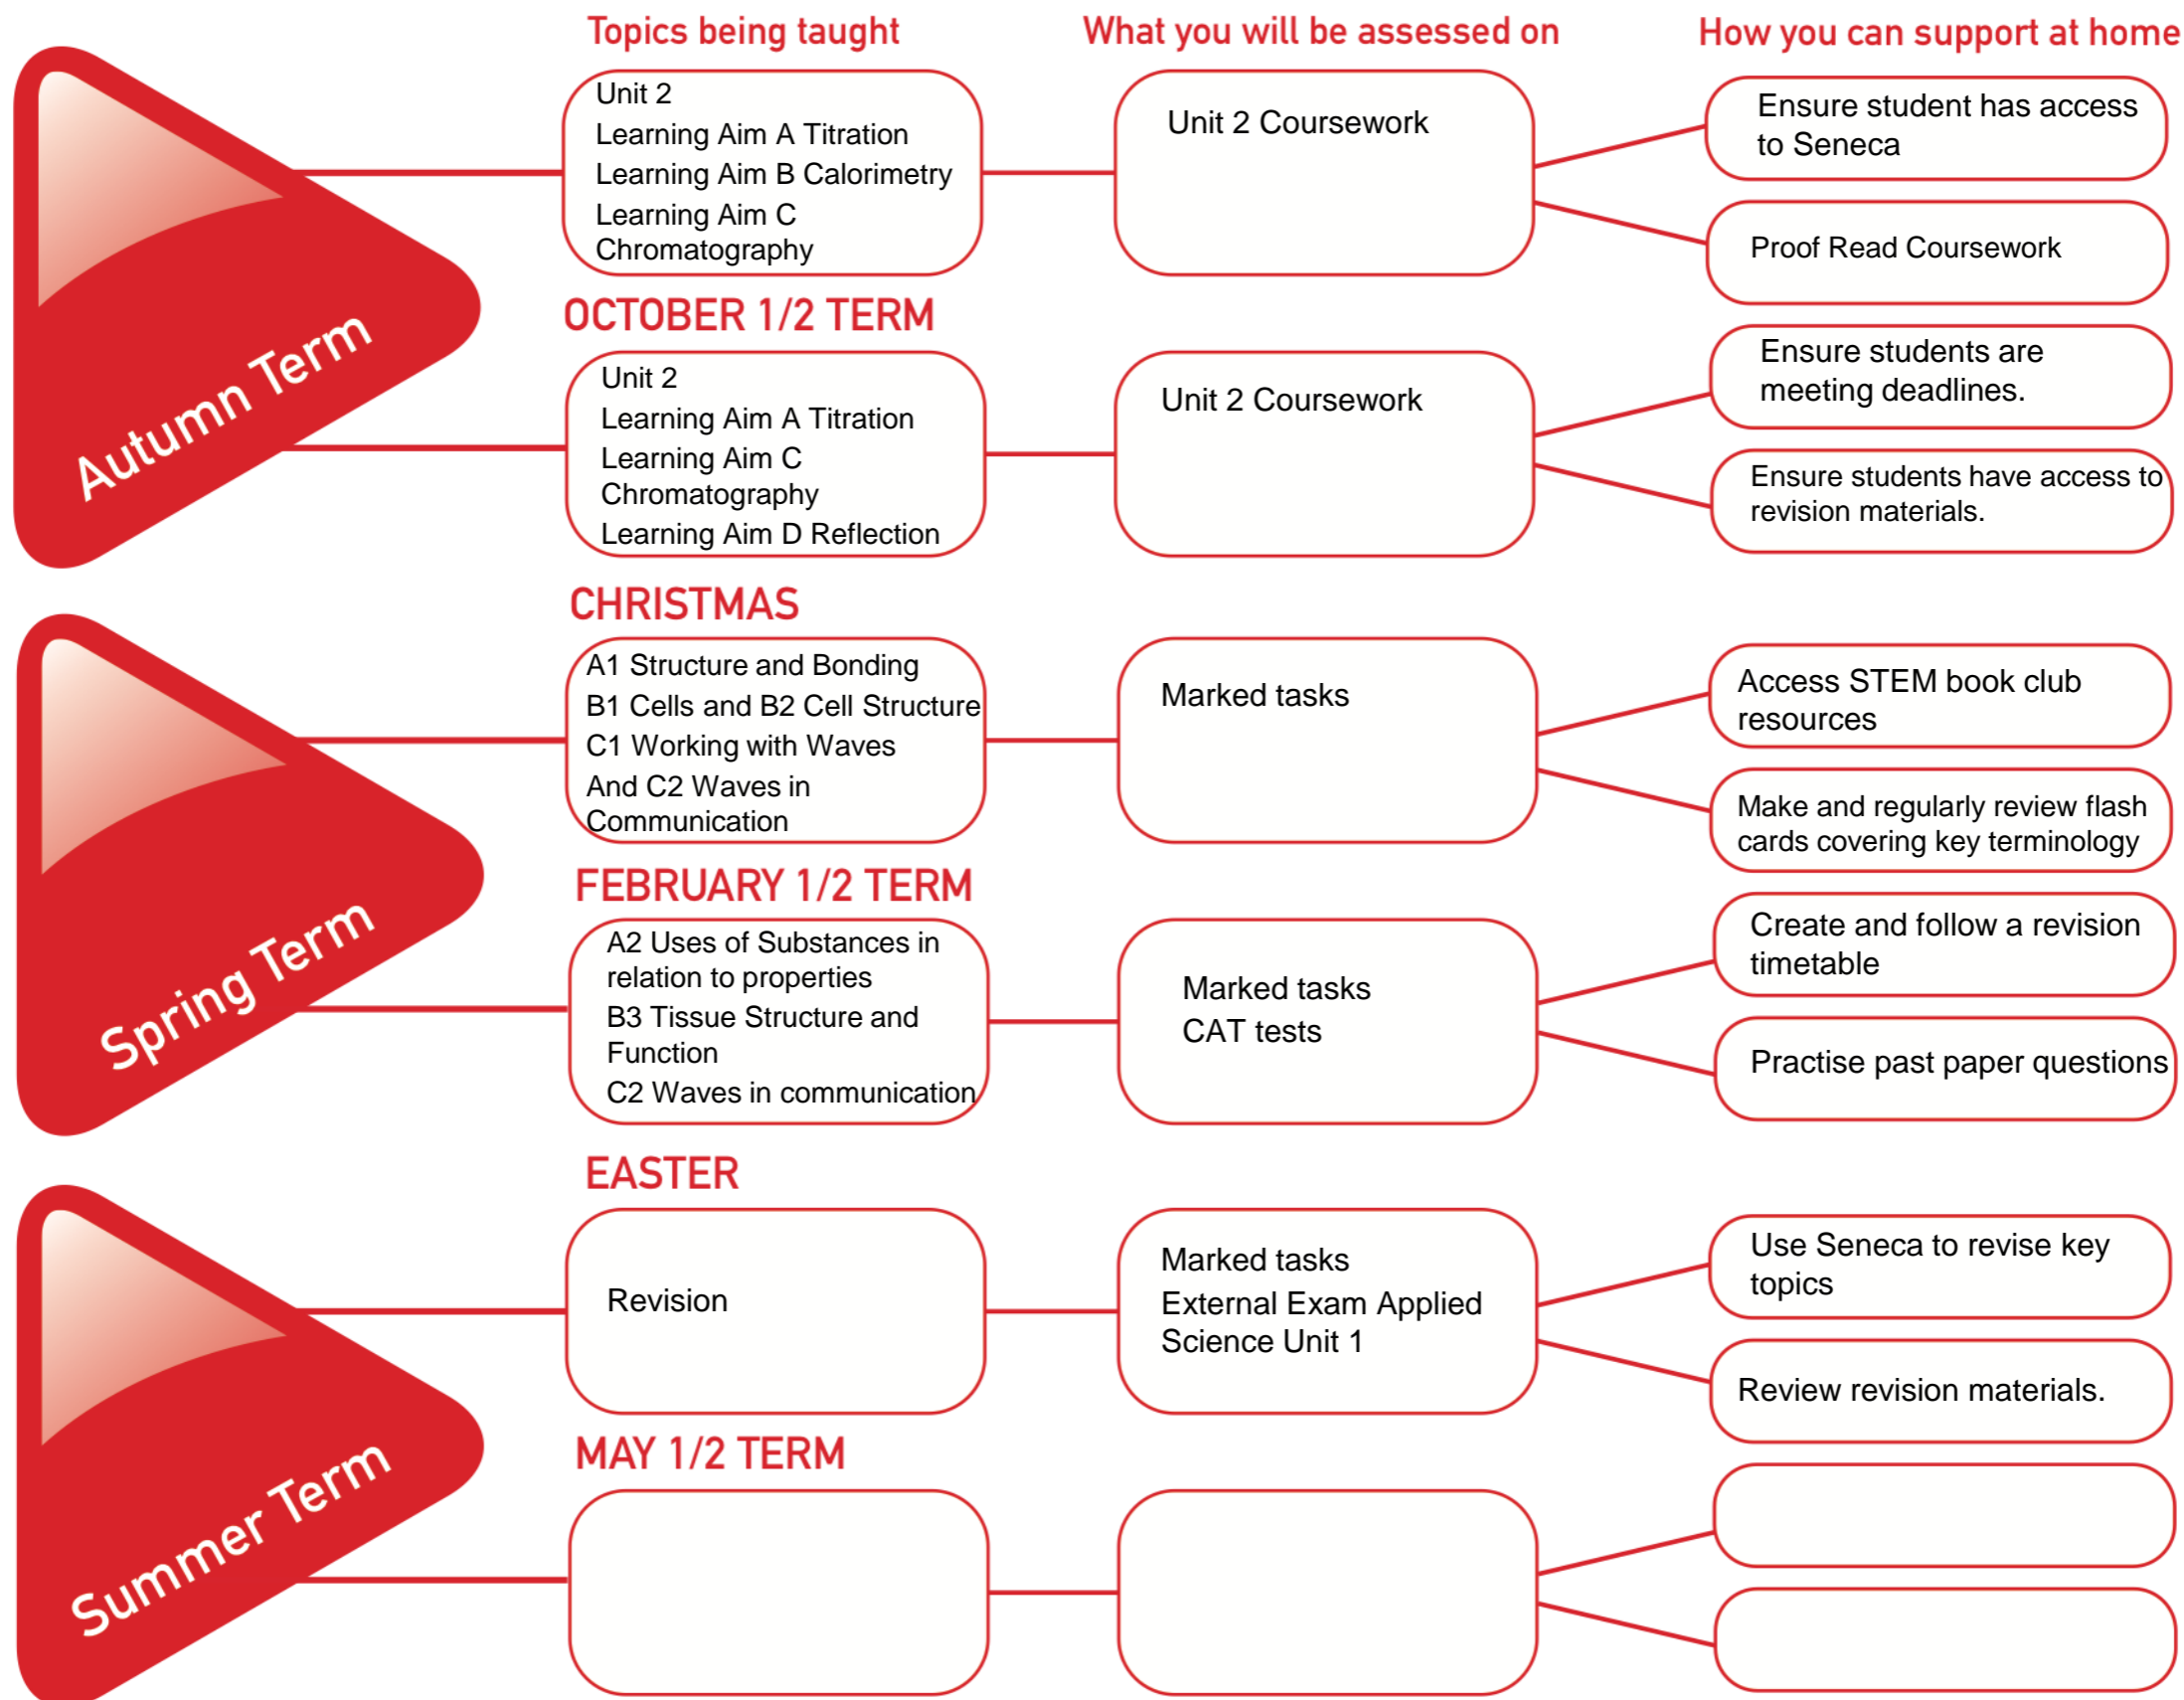 Topics being taught
What you will be assessed on
How you can support at home
Autumn Term
Unit 2
Learning Aim A Titration
Learning Aim B Calorimetry
Learning Aim C
Chromatography
Unit 2 Coursework
Ensure student has access
to Seneca
Proof Read Coursework
OCTOBER 1/2 TERM
Unit 2
Learning Aim A Titration
Learning Aim C
Chromatography
Learning Aim D Reflection
Unit 2 Coursework
Ensure students are
meeting deadlines.
Ensure students have access to
revision materials.
CHRISTMAS
Spring Term
A1 Structure and Bonding
B1 Cells and B2 Cell Structure
C1 Working with Waves
And C2 Waves in
Communication
Marked tasks
Access STEM book club
resources
Make and regularly review flash
cards covering key terminology
FEBRUARY 1/2 TERM
A2 Uses of Substances in
relation to properties
B3 Tissue Structure and
Function
C2 Waves in communication
Marked tasks
CAT tests
Create and follow a revision
timetable
Practise past paper questions
EASTER
Summer Term
Revision
Marked tasks
External Exam Applied
Science Unit 1
Use Seneca to revise key
topics
Review revision materials.
MAY 1/2 TERM